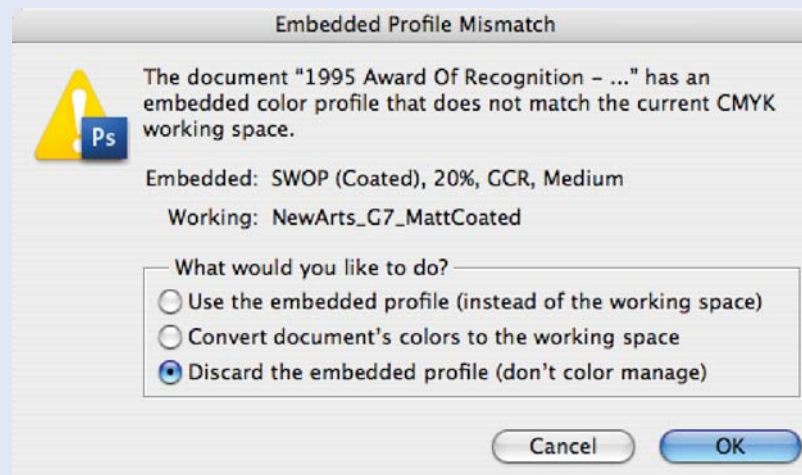 Embedded Profile Mismatch
The document "1995 Award Of Recognition – ..." has an
embedded color profile that does not match the current CMYK
working space.
Ps
Embedded: SWOP (Coated), 20%, GCR, Medium
Working: NewArts_G7_MattCoated
What would you like to do?
Use the embedded profile (instead of the working space)
Convert document's colors to the working space
Discard the embedded profile (don't color manage)
Cancel OK